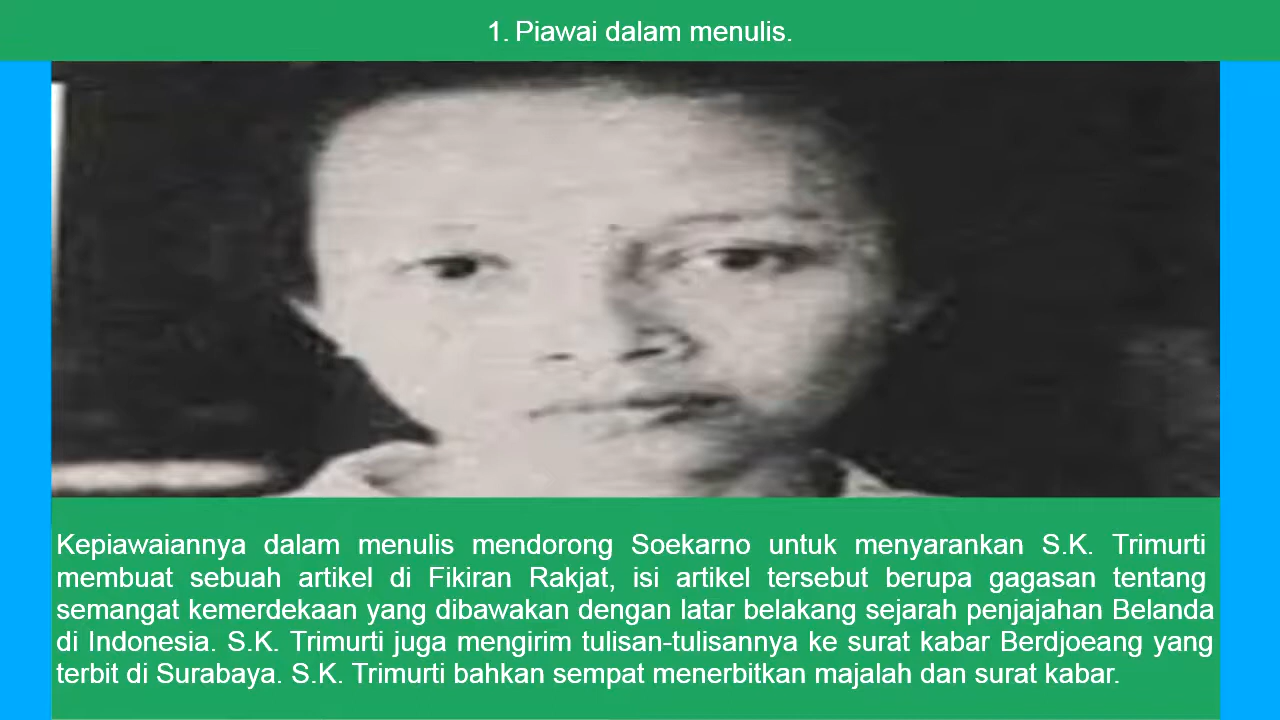 1. Piawai dalam menulis.
Kepiawaiannya dalam menulis mendorong Soekarno untuk menyarankan S.K. Trimurti
membuat sebuah artikel di Fikiran Rakjat, isi artikel tersebut berupa gagasan tentang
semangat kemerdekaan yang dibawakan dengan latar belakang sejarah penjajahan Belanda
di Indonesia. S.K. Trimurti juga mengirim tulisan-tulisannya ke surat kabar Berdjoeang yang
terbit di Surabaya. S.K. Trimurti bahkan sempat menerbitkan majalah dan surat kabar.